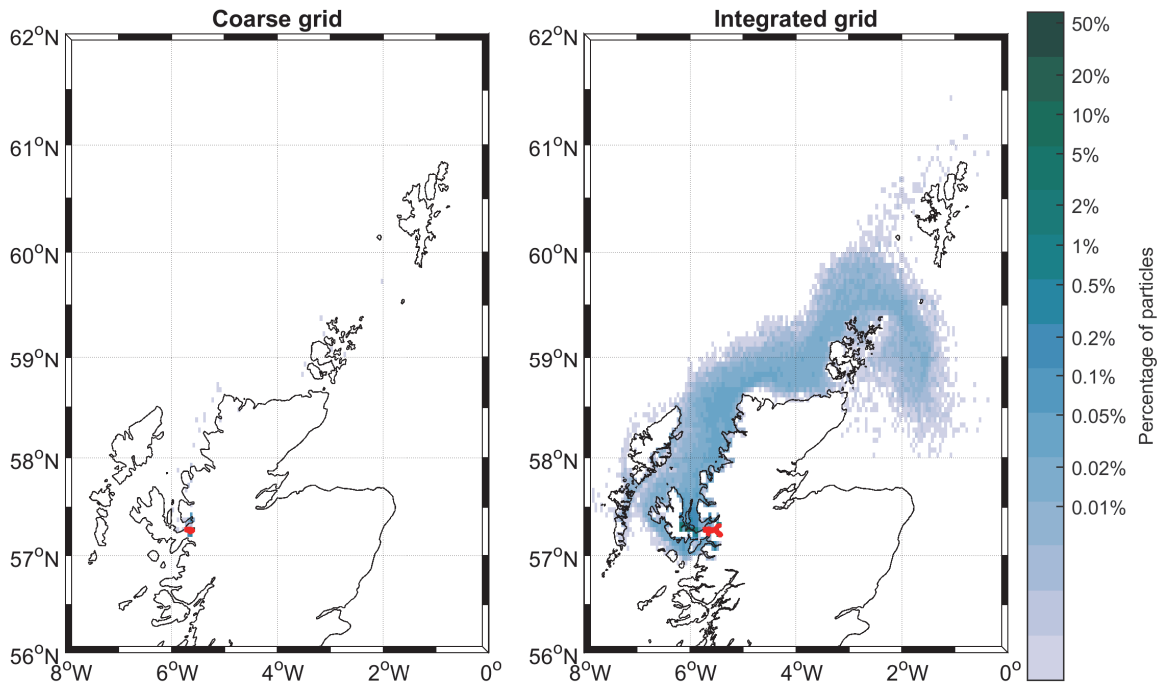 Coarse grid
62°N
61°N
60°N
59°N
58°N
57°N
56°N
8°W
6°W
4°W
2°W
0°
Integrated grid
62°N
61°N
60°N
59°N
58°N
57°N
56°N
8°W
6°W
4°W
2°W
0°
50%
20%
10%
5%
2%
1%
0.5%
0.2%
0.1%
0.05%
0.02%
0.01%
Percentage of particles